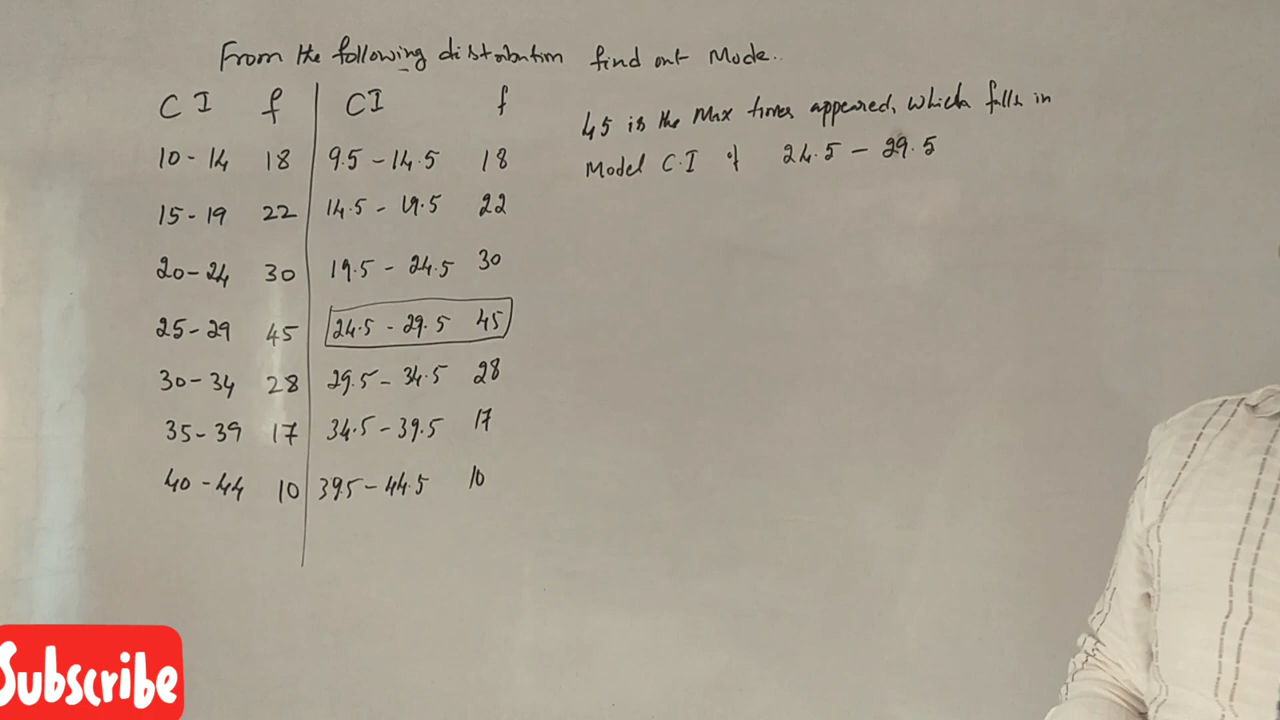 From the following distribution find out Mode..
CI f CI f
10-14 18 9.5-14.5 18
15-19 22 14.5-19.5 22
20-24 30 19.5-24.5 30
25-29 45 24.5-29.5 45
30-34 28 29.5-34.5 28
35-39 17 34.5-39.5 17
40-44 10 39.5-44.5 10
45 is the Max times appeared, which falls in
Model C.I of 24.5-29.5
Subscribe